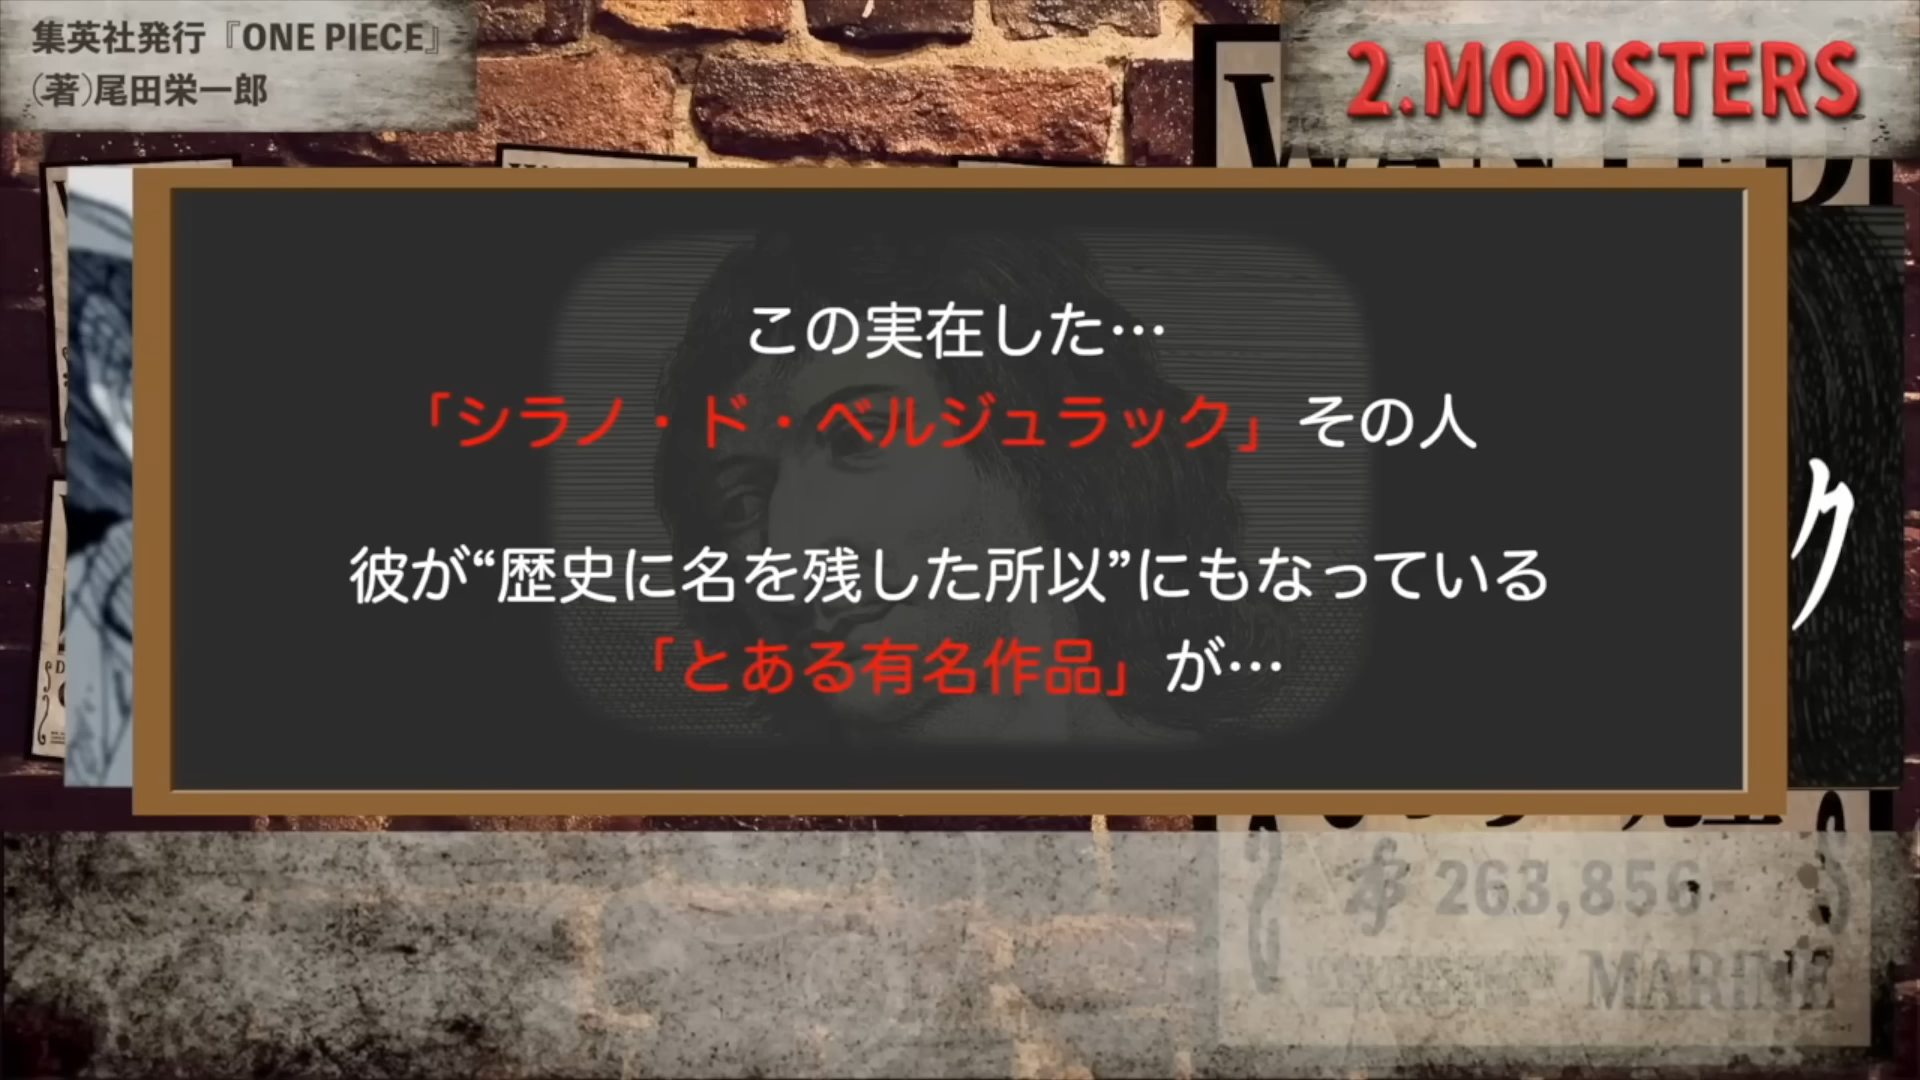 集英社発行『ONE PIECE』
(著)尾田栄一郎
2.MONSTERS
この実在した…
「シラノ・ド・ベルジュラック」その人
彼が“歴史に名を残した所以”にもなっている
「とある有名作品」が…
ク
263,856-
MARINE